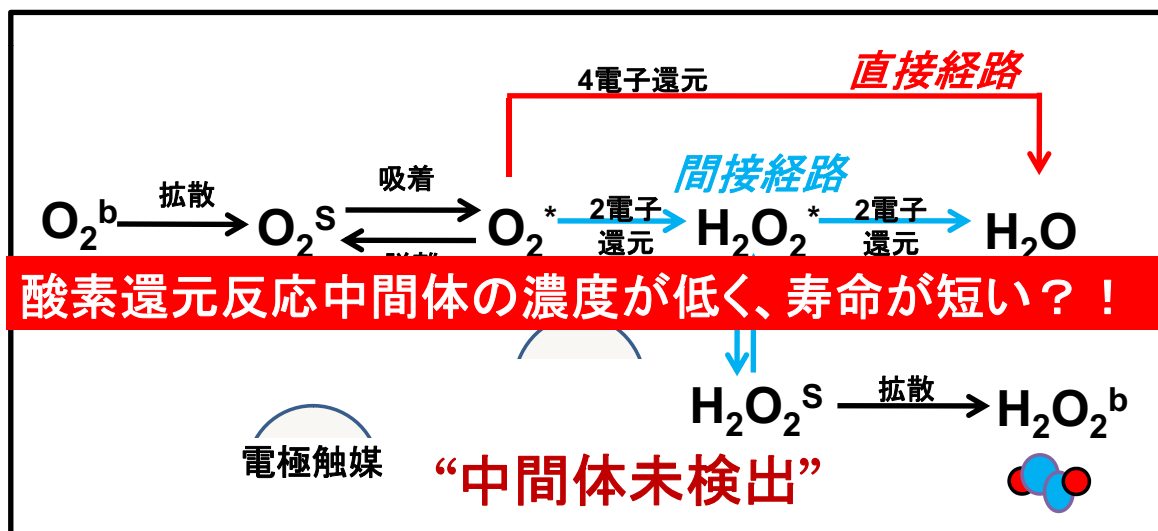 4電子還元 直接経路
間接経路
拡散 吸着 2電子 2電子
O₂ᵇ O₂ˢ O₂* 還元 H₂O₂* 還元 H₂O
酸素還元反応中間体の濃度が低く、寿命が短い？！
H₂O₂ˢ 拡散 H₂O₂ᵇ
電極触媒 “中間体未検出”